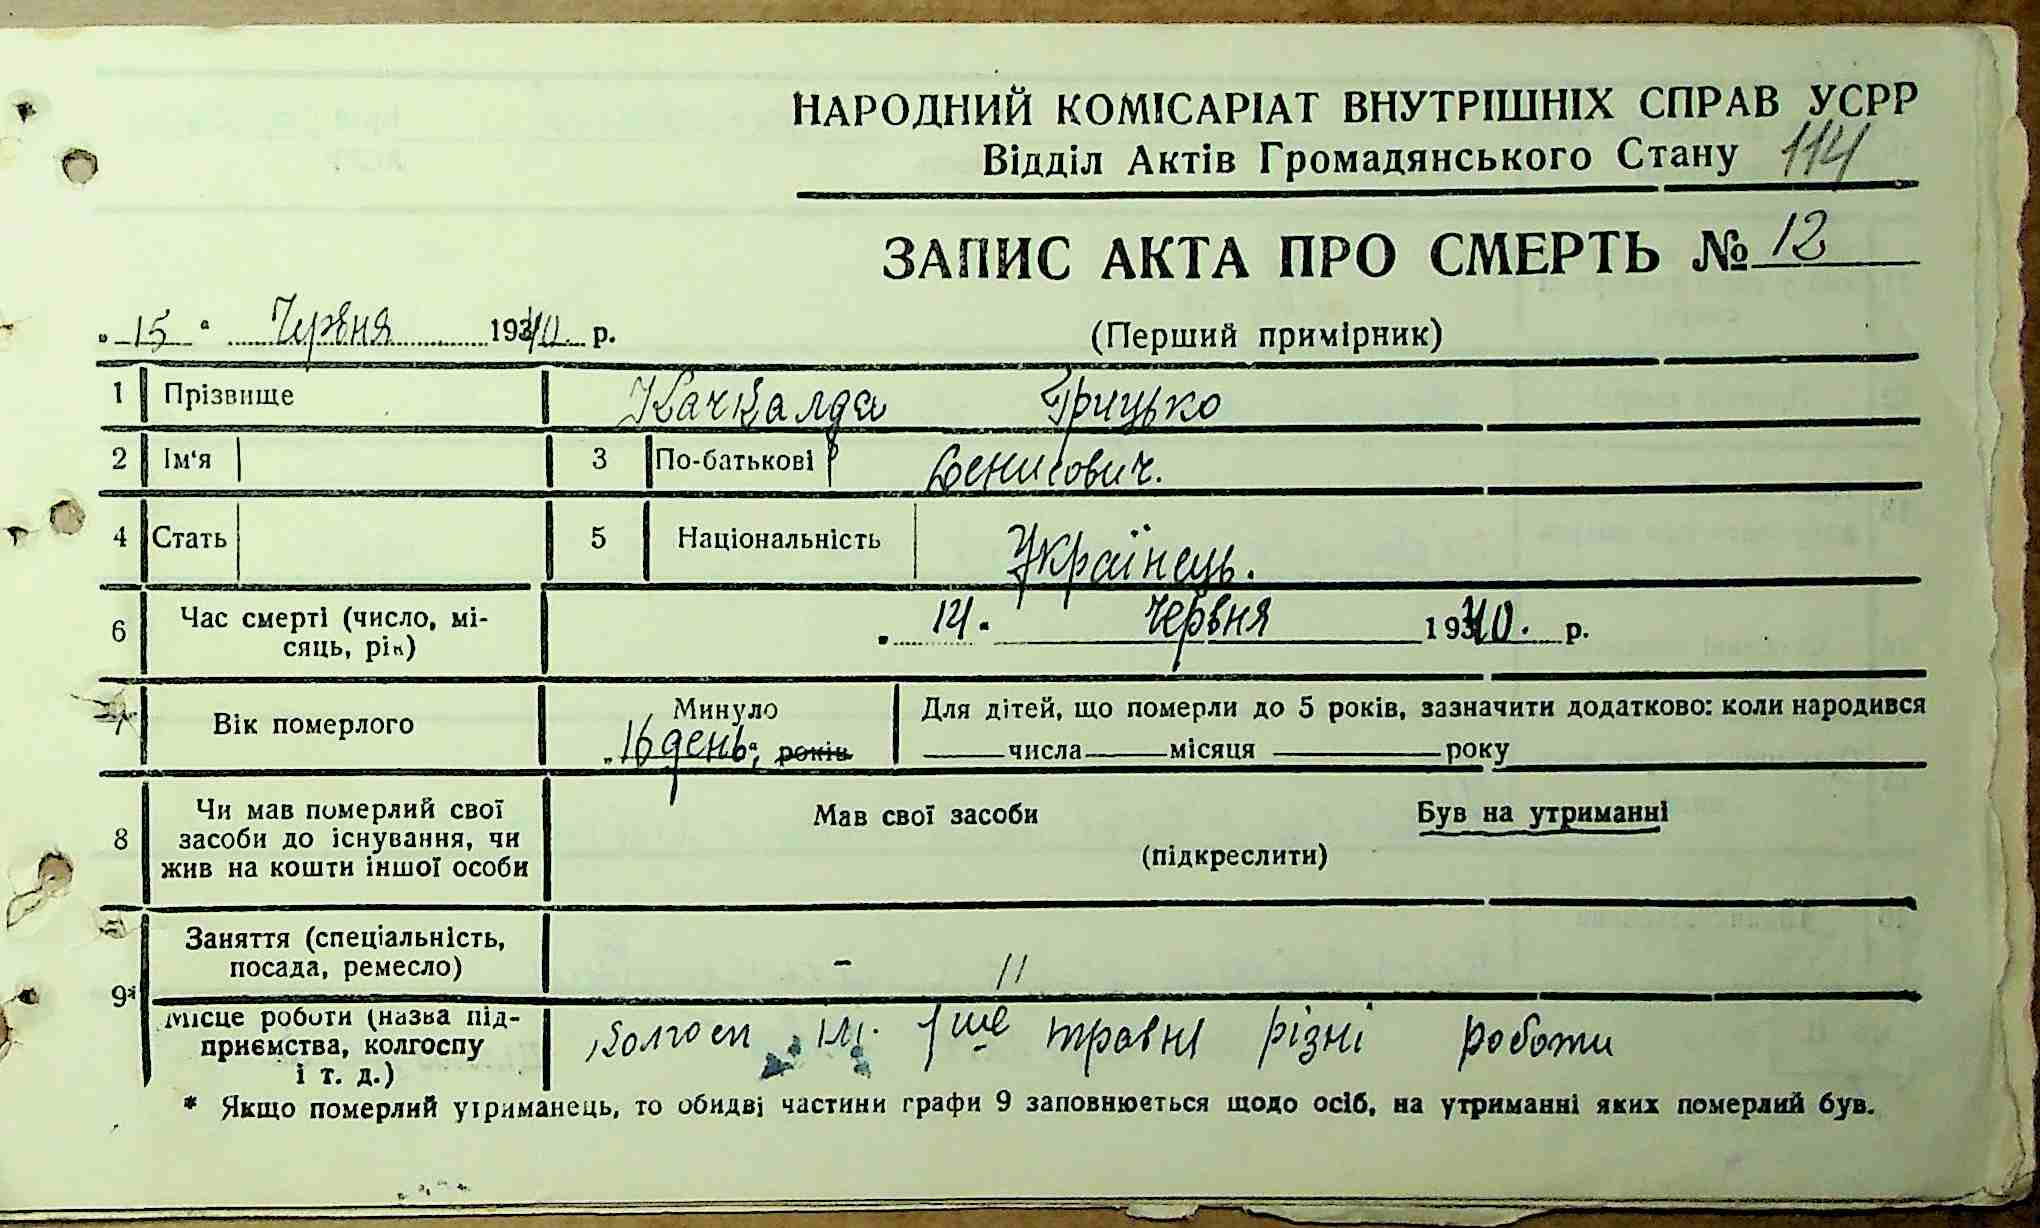 НАРОДНИЙ КОМІСАРІАТ ВНУТРІШНІХ СПРАВ УСРР
Відділ Актів Громадянського Стану 114
ЗАПИС АКТА ПРО СМЕРТЬ № 12
„15“ Червня 1940 р.
(Перший примірник)
1 Прізвище Качкалда Грицько
2 Ім‘я 3 По-батькові Денисович.
4 Стать 5 Національність Українець.
6 Час смерті (число, мі-
сяць, рік) „14. червня 1940. р.
7 Вік померлого Минуло
„16 день“, років
Для дітей, що померли до 5 років, зазначити додатково: коли народився
числа місяця року
8 Чи мав померлий свої
засоби до існування, чи
жив на кошти іншої особи
Мав свої засоби Був на утриманні
(підкреслити)
9* Заняття (спеціальність,
посада, ремесло) - //
Місце роботи (назва під-
приємства, колгоспу
і т. д.)
Колгосп ім. 1ше травня різні роботи
* Якщо померлий утриманець, то обидві частини графи 9 заповнюється щодо осіб, на утриманні яких померлий був.